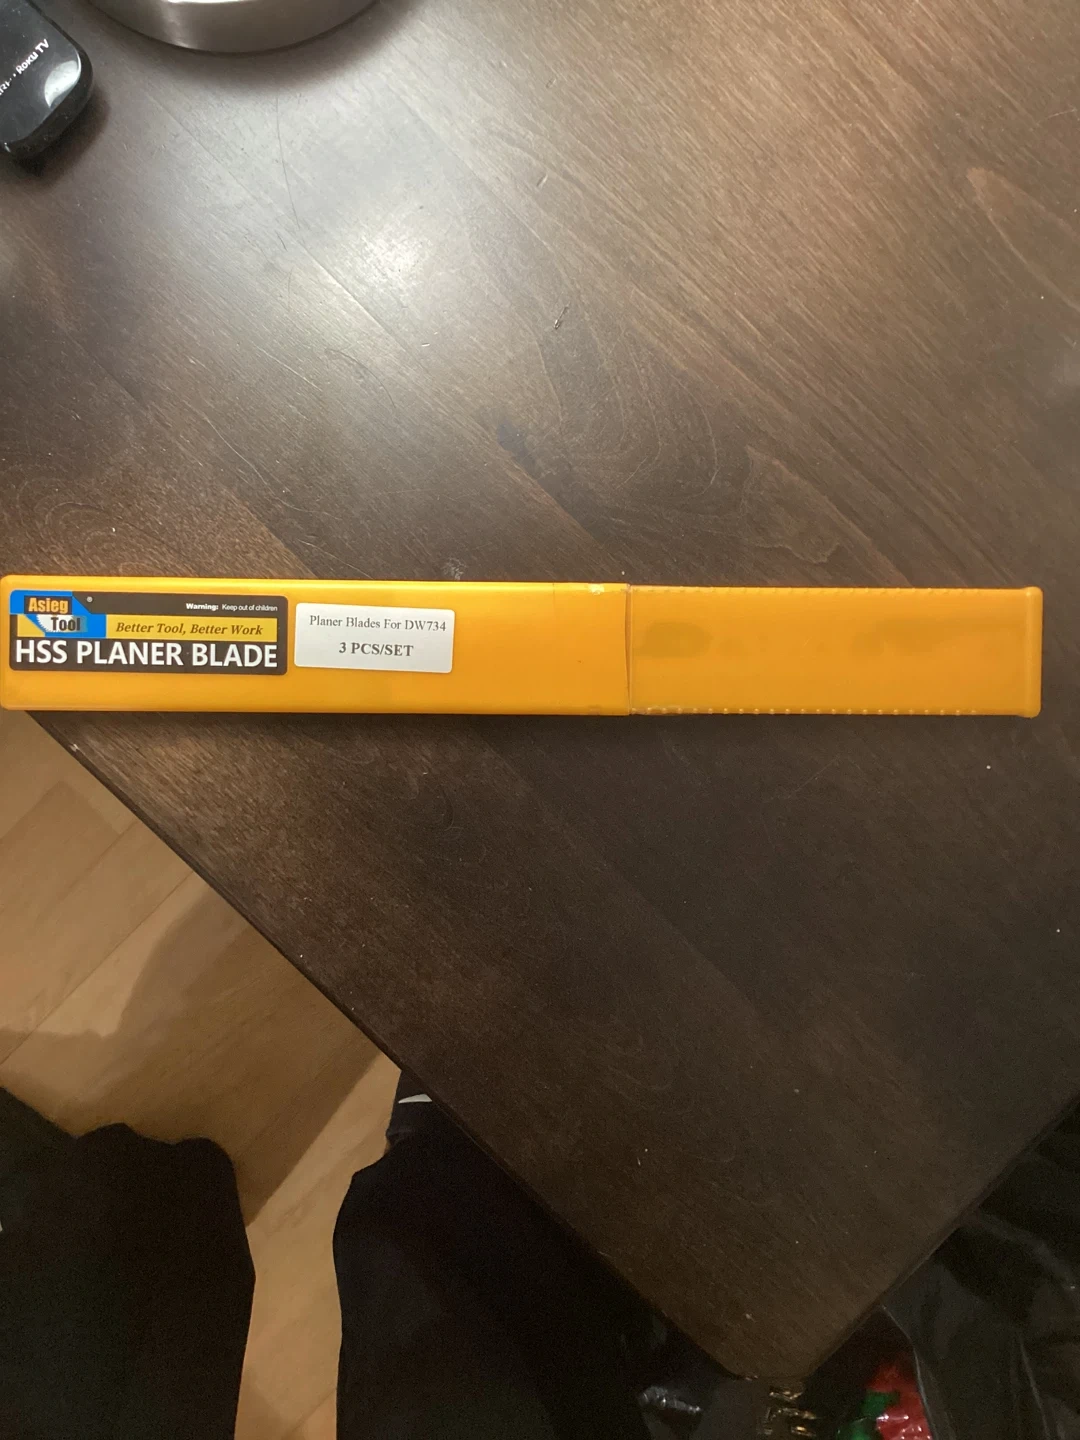 Roku TV
Asieg
Tool
Warning: Keep out of children
Better Tool, Better Work
HSS PLANER BLADE
Planer Blades For DW734
3 PCS/SET